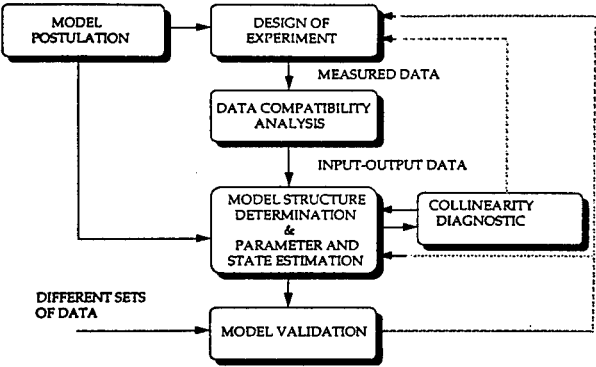 MODEL
POSTULATION
DESIGN OF
EXPERIMENT
MEASURED DATA
DATA COMPATIBILITY
ANALYSIS
INPUT-OUTPUT DATA
MODEL STRUCTURE
DETERMINATION
&
PARAMETER AND
STATE ESTIMATION
COLLINEARITY
DIAGNOSTIC
DIFFERENT SETS
OF DATA
MODEL VALIDATION